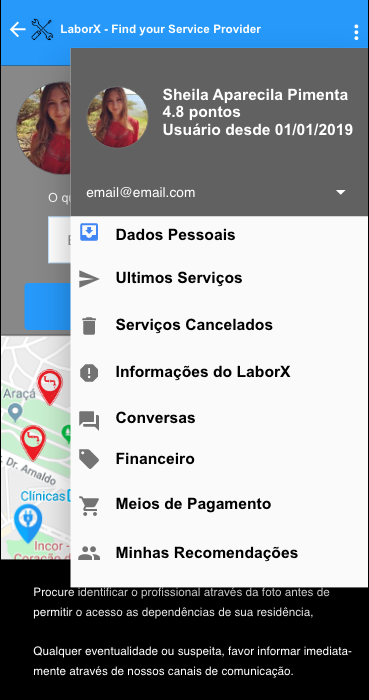 LaborX - Find your Service Provider
Sheila Aparecila Pimenta
4.8 pontos
Usuário desde 01/01/2019
email@email.com
O qu
Dados Pessoais
Ultimos Serviços
Serviços Cancelados
Informações do LaborX
Conversas
Financeiro
Meios de Pagamento
Minhas Recomendações
Araçá
Dr. Arnaldo
Clínicas
Incor -
Coração d
Procure identificar o profissional através da foto antes de
permitir o acesso as dependências de sua residência,
Qualquer eventualidade ou suspeita, favor informar imediata-
mente através de nossos canais de comunicação.